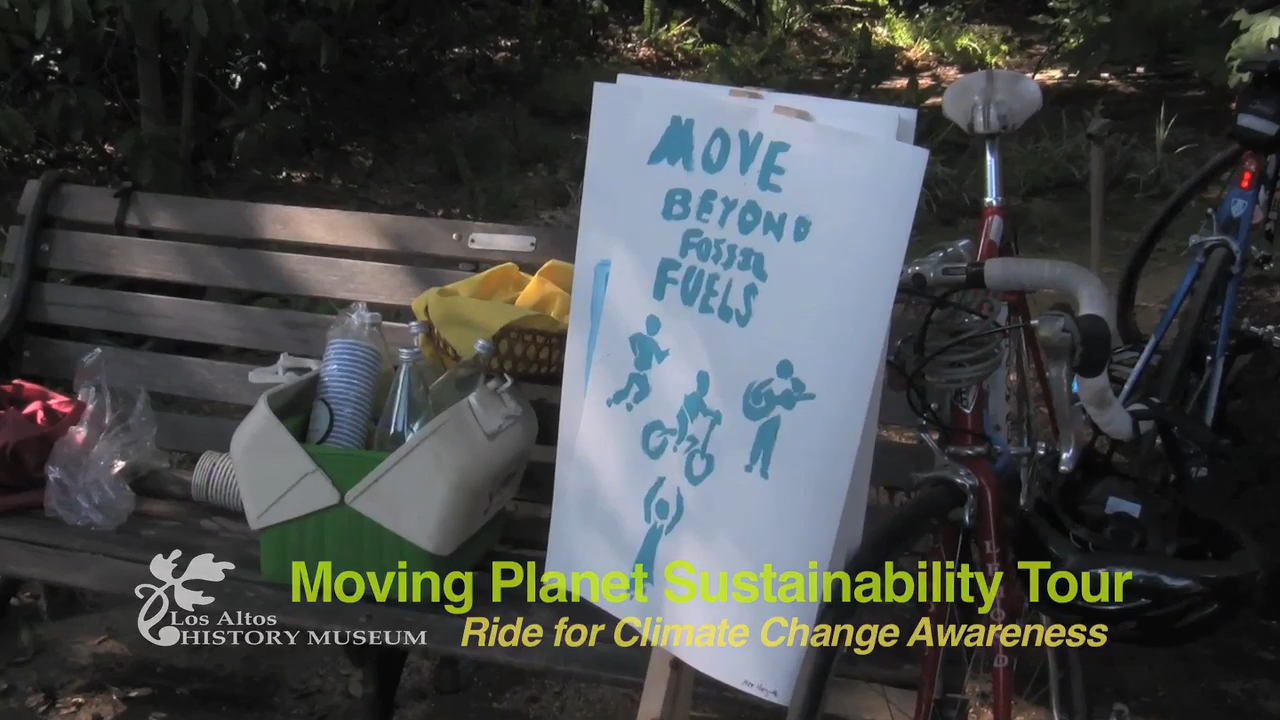 MOVE
BEYOND
FOSSIL
FUELS
Moving Planet Sustainability Tour
Los Altos
HISTORY MUSEUM
Ride for Climate Change Awareness